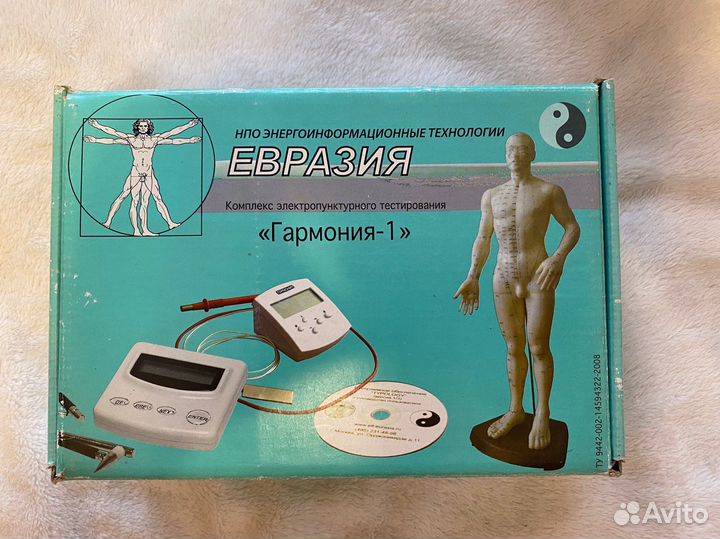 НПО ЭНЕРГОИНФОРМАЦИОННЫЕ ТЕХНОЛОГИИ
ЕВРАЗИЯ
Комплекс электропунктурного тестирования
«Гармония-1»
ENTER
ТУ 9442-002-14594322-2008
Avito